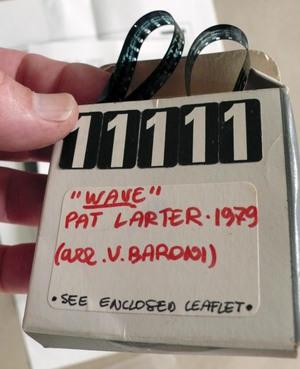 11111
"WAVE"
PAT LARTER·1979
(arr. V. BARONI)
•SEE ENCLOSED LEAFLET•